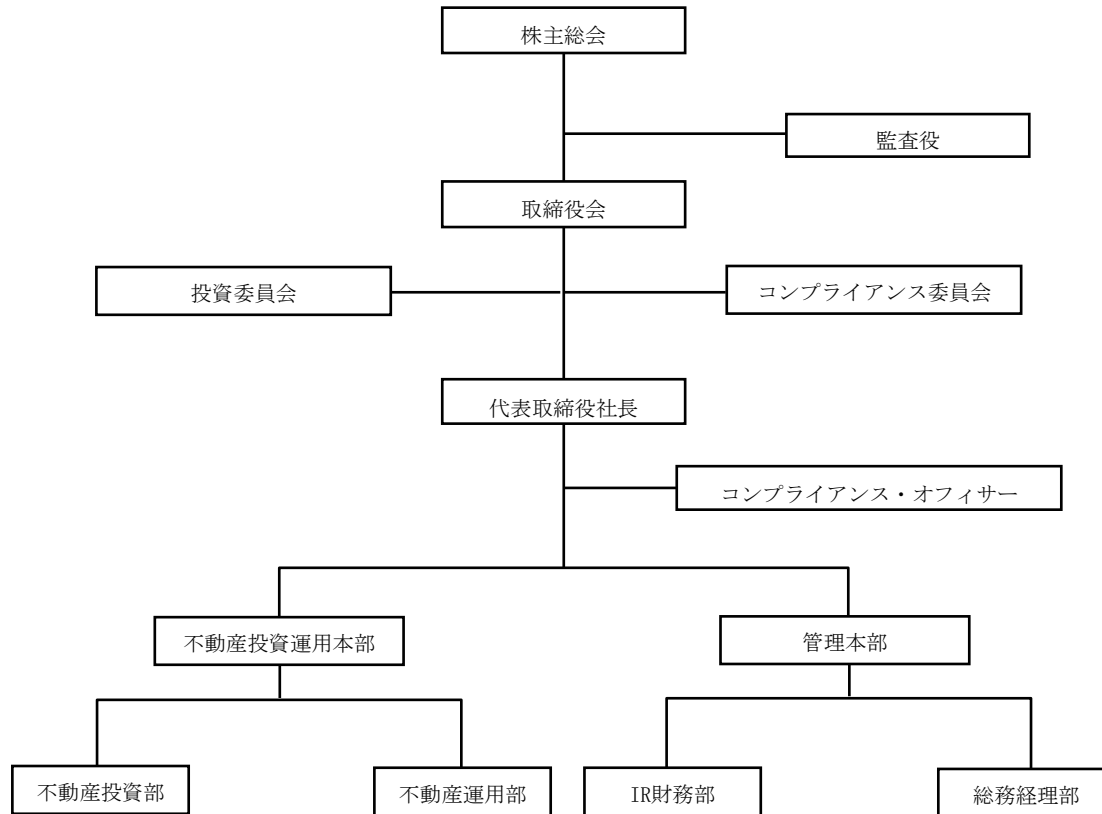 株主総会
監査役
取締役会
投資委員会
コンプライアンス委員会
代表取締役社長
コンプライアンス・オフィサー
不動産投資運用本部
管理本部
不動産投資部
不動産運用部
IR財務部
総務経理部